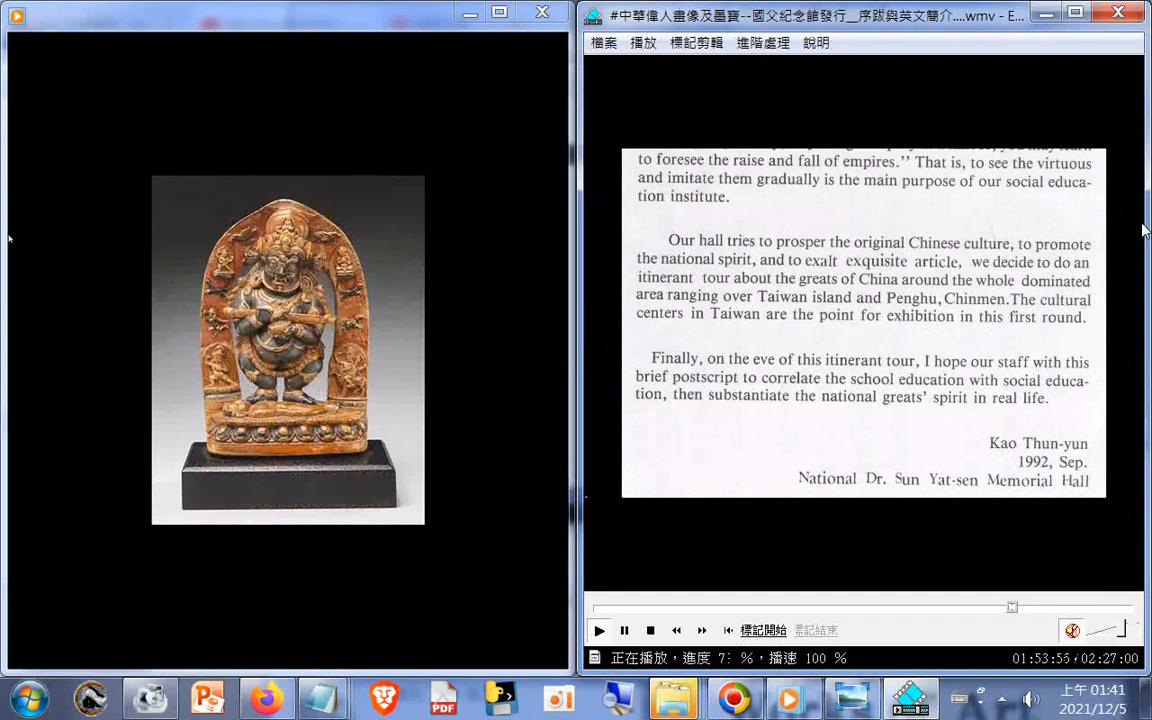 #中華偉人畫像及墨寶--國父紀念館發行__序跋與英文簡介....wmv - E...
檔案 播放 標記剪輯 進階處理 說明
to foresee the raise and fall of empires.” That is, to see the virtuous
and imitate them gradually is the main purpose of our social educa-
tion institute.
Our hall tries to prosper the original Chinese culture, to promote
the national spirit, and to exalt exquisite article, we decide to do an
itinerant tour about the greats of China around the whole dominated
area ranging over Taiwan island and Penghu, Chinmen. The cultural
centers in Taiwan are the point for exhibition in this first round.
Finally, on the eve of this itinerant tour, I hope our staff with this
brief postscript to correlate the school education with social educa-
tion, then substantiate the national greats’ spirit in real life.
Kao Thun-yun
1992, Sep.
National Dr. Sun Yat-sen Memorial Hall
標記開始 標記結束
正在播放，進度 %，播速 100 %
01:53:55/02:27:00
PDF
上午 01:41
2021/12/5